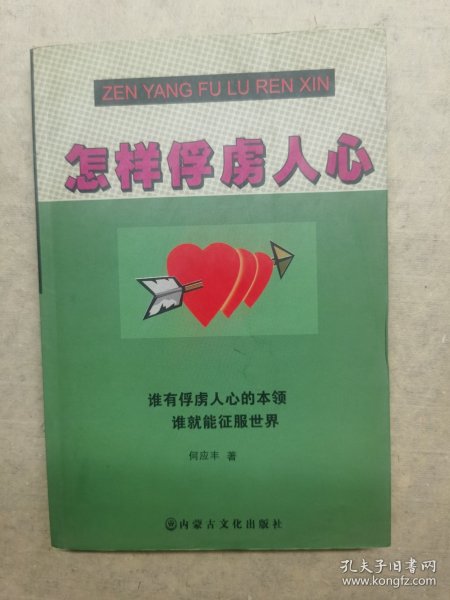 ZEN YANG FU LU REN XIN
怎样俘虏人心
谁有俘虏人心的本领
谁就能征服世界
何应丰 著
内蒙古文化出版社
孔夫子旧书网
www.kongfz.com